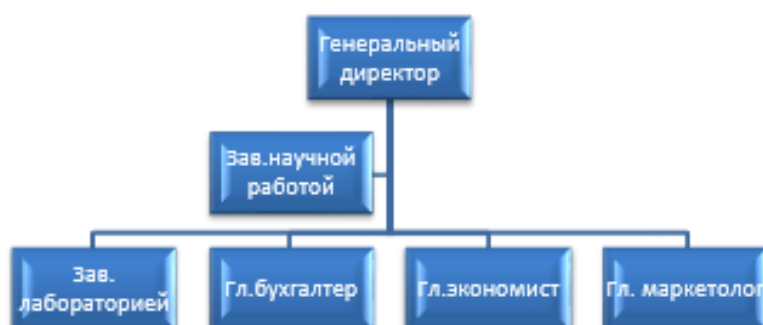 Генеральный
директор
Зав.научной
работой
Зав.
лабораторией
Гл.бухгалтер
Гл.экономист
Гл. маркетолог